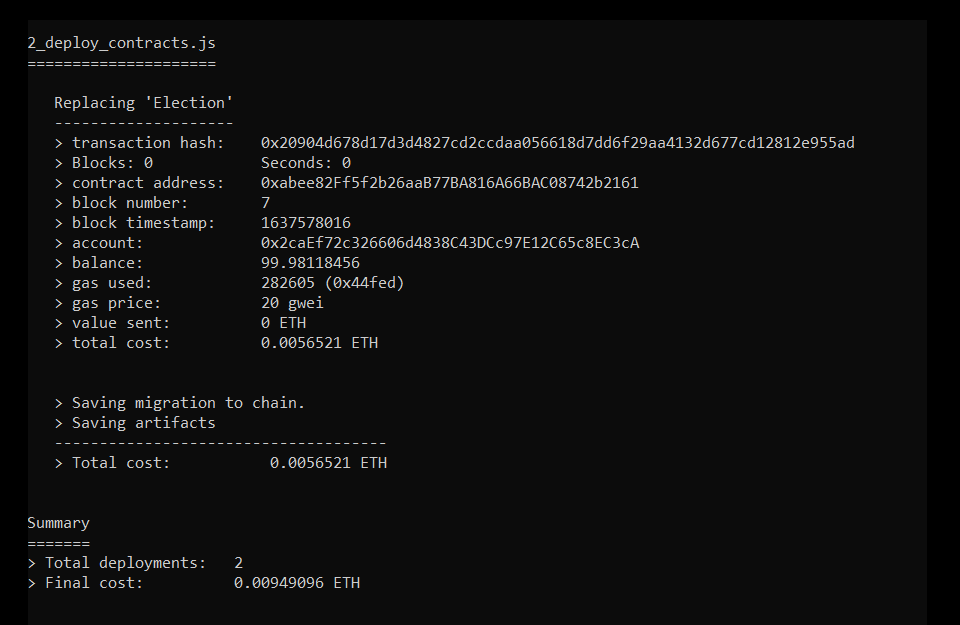 2_deploy_contracts.js
=====================
Replacing 'Election'
--------------------
> transaction hash:    0x20904d678d17d3d4827cd2ccdaa056618d7dd6f29aa4132d677cd12812e955ad
> Blocks: 0            Seconds: 0
> contract address:    0xabee82Ff5f2b26aaB77BA816A66BAC08742b2161
> block number:        7
> block timestamp:     1637578016
> account:             0x2caEf72c326606d4838C43DCc97E12C65c8EC3cA
> balance:             99.98118456
> gas used:            282605 (0x44fed)
> gas price:           20 gwei
> value sent:          0 ETH
> total cost:          0.0056521 ETH
> Saving migration to chain.
> Saving artifacts
-------------------------------------
> Total cost:           0.0056521 ETH
Summary
=======
> Total deployments:   2
> Final cost:          0.00949096 ETH